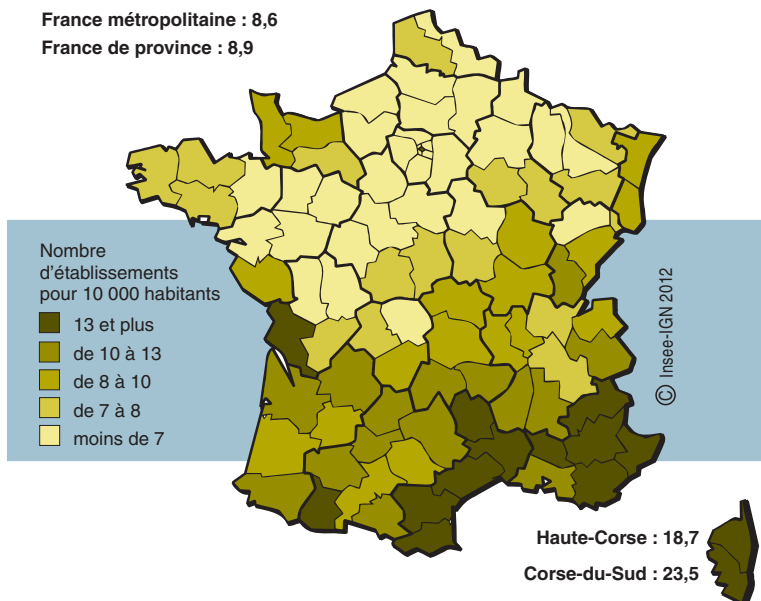 France métropolitaine : 8,6
France de province : 8,9
Nombre
d'établissements
pour 10 000 habitants
13 et plus
de 10 à 13
de 8 à 10
de 7 à 8
moins de 7
© Insee-IGN 2012
Haute-Corse : 18,7
Corse-du-Sud : 23,5